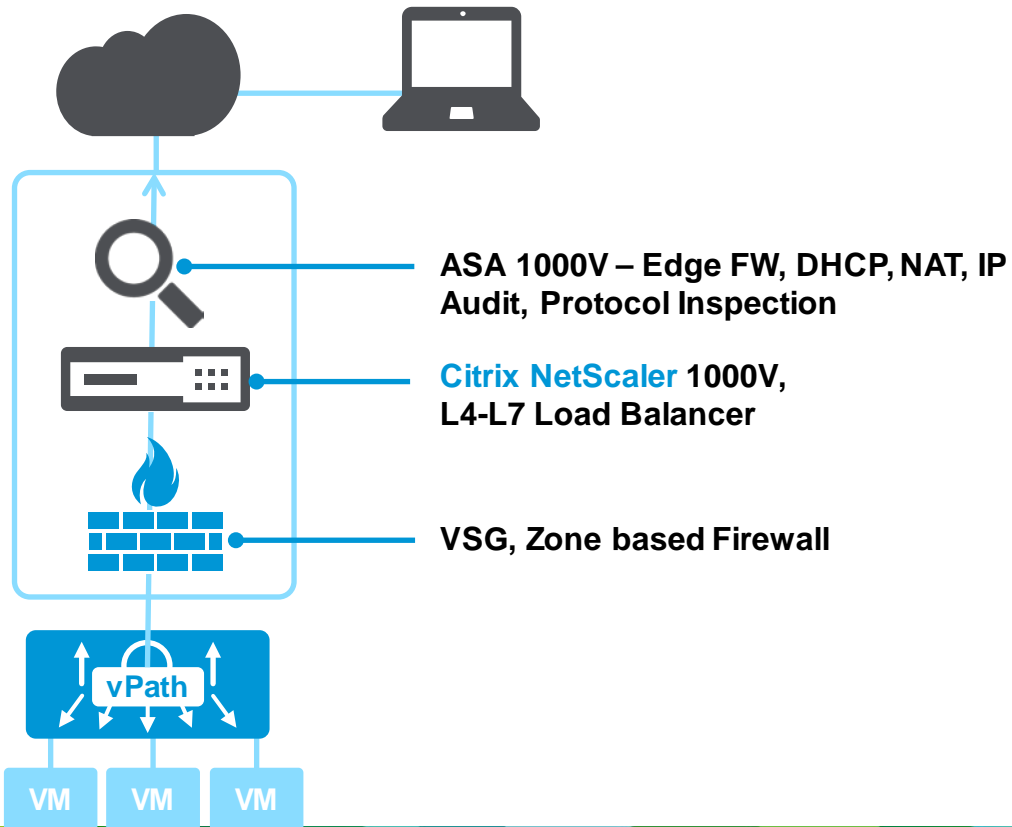 ASA 1000V – Edge FW, DHCP, NAT, IP
Audit, Protocol Inspection
Citrix NetScaler 1000V,
L4-L7 Load Balancer
VSG, Zone based Firewall
vPath
VM VM VM